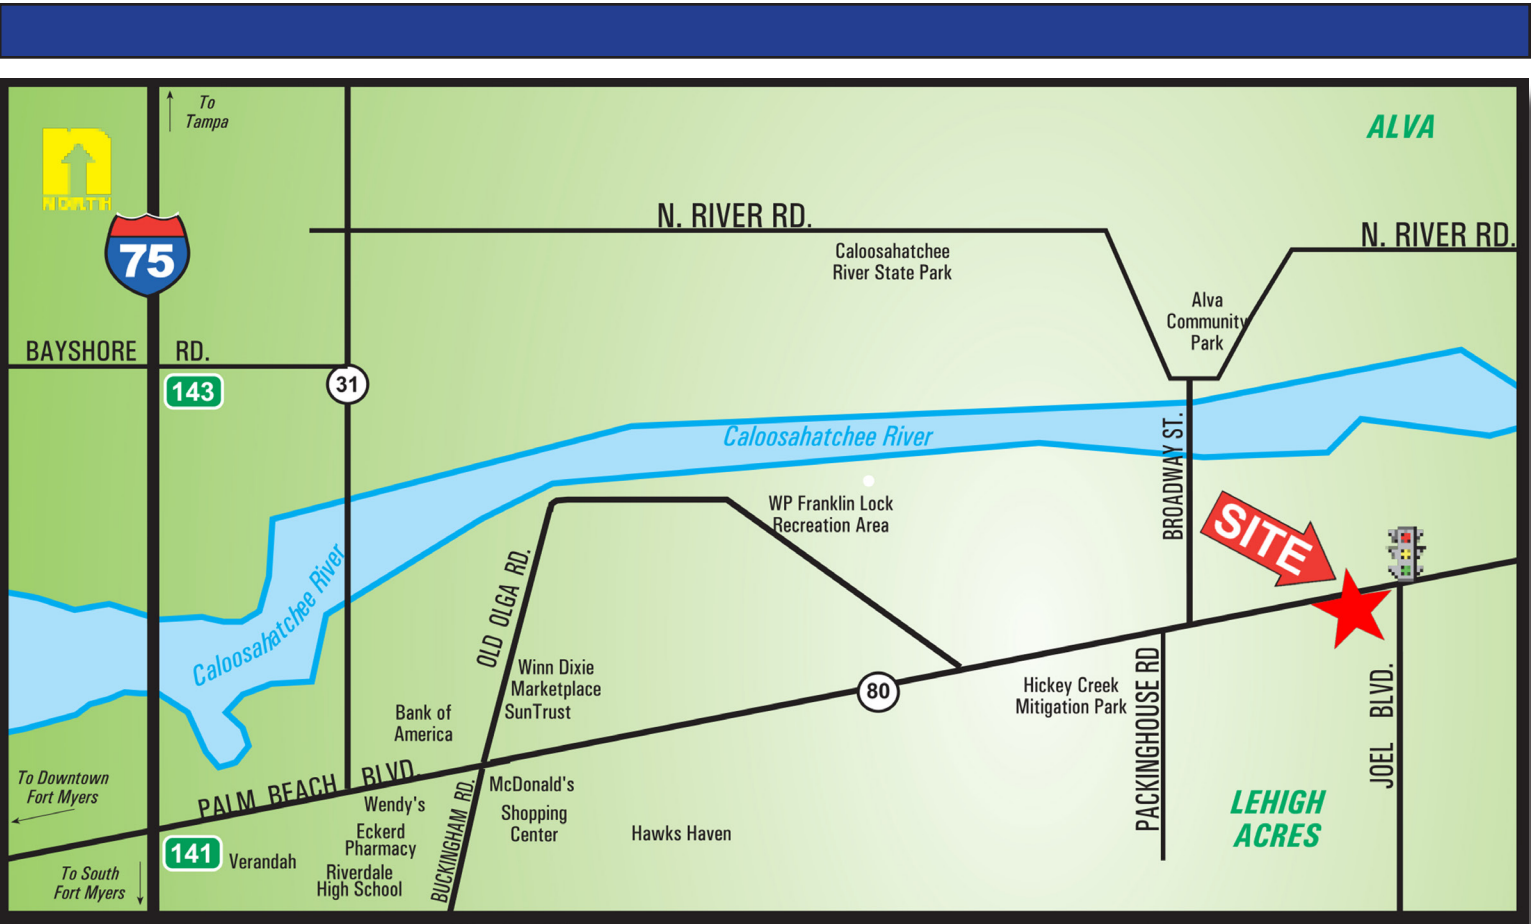 To
Tampa
ALVA
NORTH
N. RIVER RD.
N. RIVER RD.
75
Caloosahatchee
River State Park
Alva
Community
Park
BAYSHORE RD.
143
31
Caloosahatchee River
BROADWAY ST.
WP Franklin Lock
Recreation Area
SITE
Caloosahatchee River
OLD OLGA RD.
Winn Dixie
Marketplace
SunTrust
80
Hickey Creek
Mitigation Park
PACKINGHOUSE RD
JOEL BLVD.
Bank of
America
To Downtown
Fort Myers
PALM BEACH BLVD.
Wendy's
McDonald's
Shopping
Center
BUCKINGHAM RD.
LEHIGH
ACRES
Eckerd
Pharmacy
Hawks Haven
141
Verandah
Riverdale
High School
To South
Fort Myers